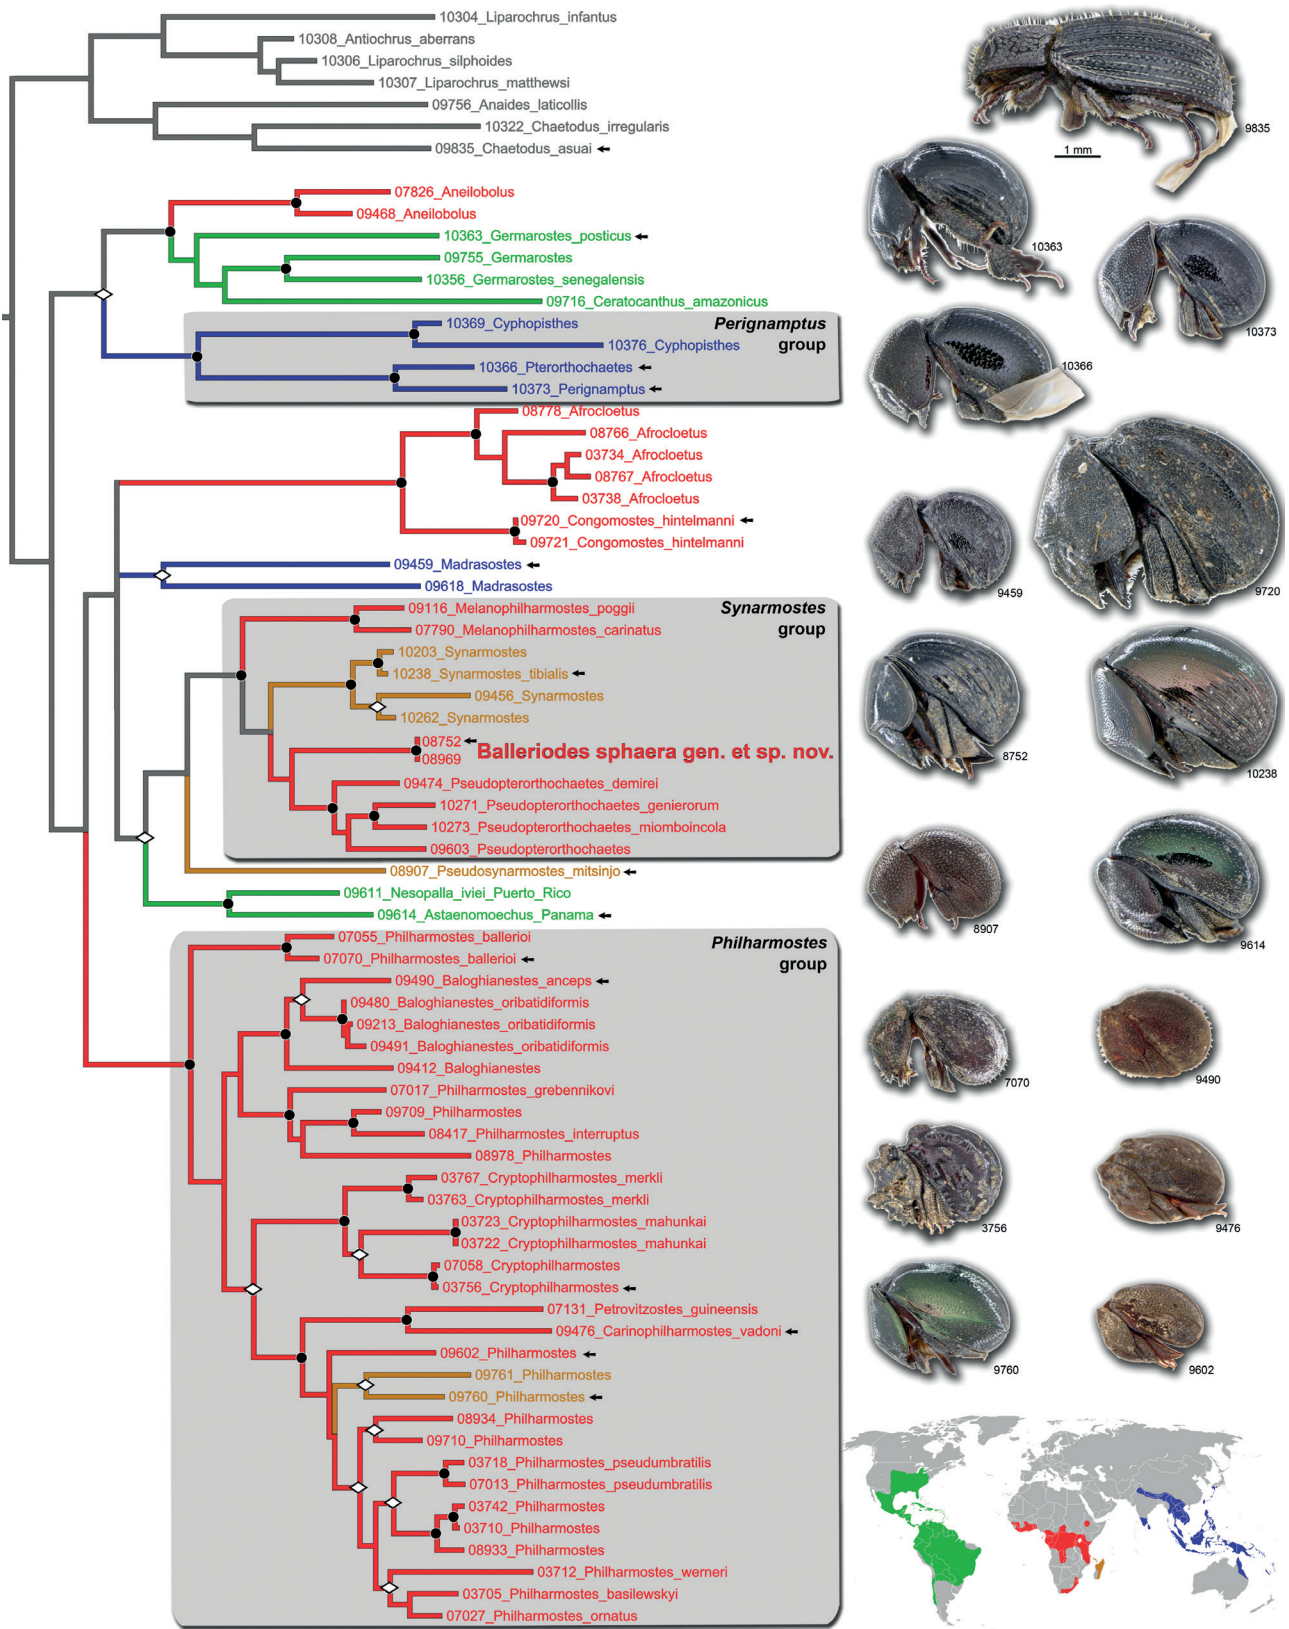 10304_Liparochrus_infantus
10308_Antiochrus_aberrans
10306_Liparochrus_silphoides
10307_Liparochrus_matthewsi
09756_Anaides_laticollis
10322_Chaetodus_irregularis
09835_Chaetodus_asuai
07826_Aneilobolus
09468_Aneilobolus
10363_Germarostes_posticus
09755_Germarostes
10356_Germarostes_senegalensis
09716_Ceratocanthus_amazonicus
Perignamptus
group
10369_Cyphopisthes
10376_Cyphopisthes
10366_Pterorthochaetes
10373_Perignamptus
08778_Afrocloetus
08766_Afrocloetus
03734_Afrocloetus
08767_Afrocloetus
03738_Afrocloetus
09720_Congomostes_hintelmanni
09721_Congomostes_hintelmanni
09459_Madrasostes
09618_Madrasostes
Synarmostes
group
09116_Melanophilharmostes_poggii
07790_Melanophilharmostes_carinatus
10203_Synarmostes
10238_Synarmostes_tibialis
09456_Synarmostes
10262_Synarmostes
08752
08969
Balleriodes sphaera gen. et sp. nov.
09474_Pseudopterorthochaetes_demirei
10271_Pseudopterorthochaetes_genierorum
10273_Pseudopterorthochaetes_miomboincola
09603_Pseudopterorthochaetes
08907_Pseudosynarmostes_mitsinjo
09611_Nesopalla_iviei_Puerto_Rico
09614_Astaenomoechus_Panama
Philharmostes
group
07055_Philharmostes_ballerioi
07070_Philharmostes_ballerioi
09490_Baloghianestes_anceps
09480_Baloghianestes_oribatidiformis
09213_Baloghianestes_oribatidiformis
09491_Baloghianestes_oribatidiformis
09412_Baloghianestes
07017_Philharmostes_grebennikovi
09709_Philharmostes
08417_Philharmostes_interruptus
08978_Philharmostes
03767_Cryptophilharmostes_merkli
03763_Cryptophilharmostes_merkli
03723_Cryptophilharmostes_mahunkai
03722_Cryptophilharmostes_mahunkai
07058_Cryptophilharmostes
03756_Cryptophilharmostes
07131_Petrovitzostes_guineensis
09476_Carinophilharmostes_vadoni
09602_Philharmostes
09761_Philharmostes
09760_Philharmostes
08934_Philharmostes
09710_Philharmostes
03718_Philharmostes_pseudumbratilis
07013_Philharmostes_pseudumbratilis
03742_Philharmostes
03710_Philharmostes
08933_Philharmostes
03712_Philharmostes_werneri
03705_Philharmostes_basilewskyi
07027_Philharmostes_ornatus
9835
1 mm
10363
10373
10366
9459
9720
8752
10238
8907
9614
7070
9490
3756
9476
9760
9602